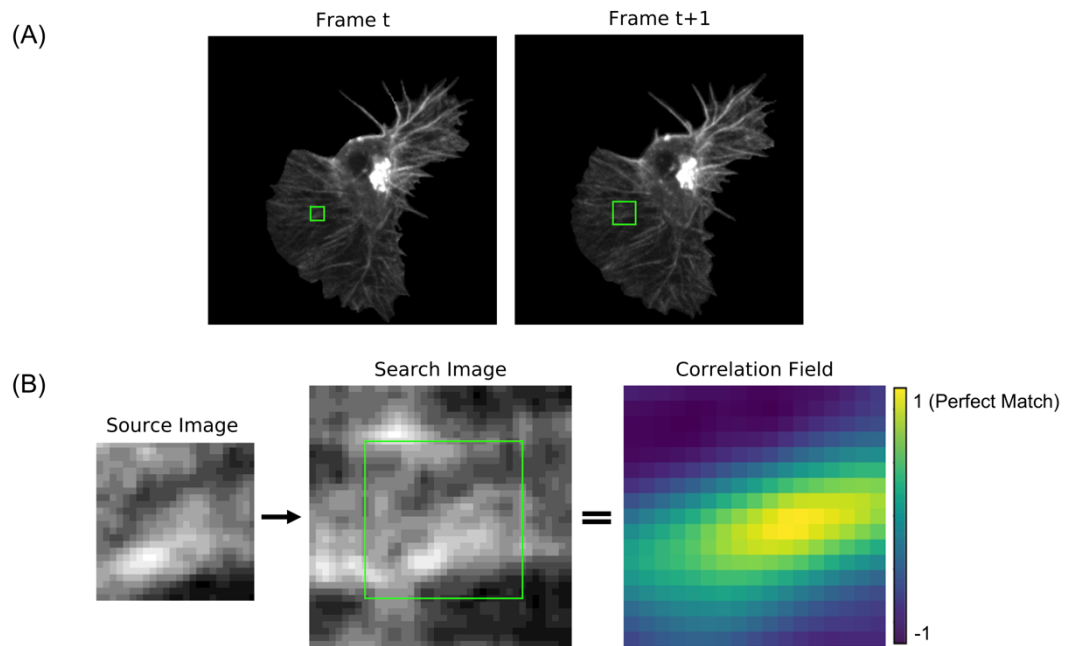 (A)
Frame t
Frame t+1
(B)
Source Image
Search Image
Correlation Field
=
1 (Perfect Match)
-1